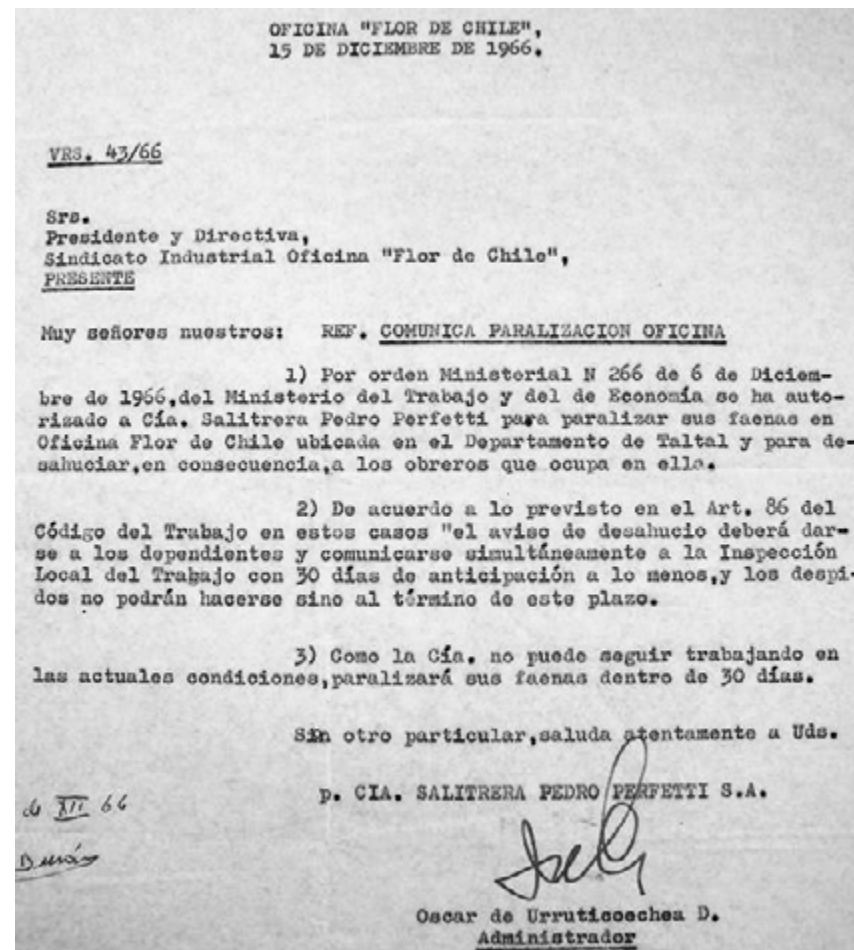 OFICINA "FLOR DE CHILE",
15 DE DICIEMBRE DE 1966.
VRS. 43/66
Srs.
Presidente y Directiva,
Sindicato Industrial Oficina "Flor de Chile",
PRESENTE
Muy señores nuestros: REF. COMUNICA PARALIZACION OFICINA
1) Por orden Ministerial N 266 de 6 de Diciem-
bre de 1966,del Ministerio del Trabajo y del de Economía se ha auto-
rizado a Cía. Salitrera Pedro Perfetti para paralizar sus faenas en
Oficina Flor de Chile ubicada en el Departamento de Taltal y para de-
sahuciar,en consecuencia,a los obreros que ocupa en ella.
2) De acuerdo a lo previsto en el Art. 86 del
Código del Trabajo en estos casos "el aviso de desahucio deberá dar-
se a los dependientes y comunicarse simultáneamente a la Inspección
Local del Trabajo con 30 días de anticipación a lo menos,y los despi-
dos no podrán hacerse sino al término de este plazo.
3) Como la Cía. no puede seguir trabajando en
las actuales condiciones,paralizará sus faenas dentro de 30 días.
Sin otro particular,saluda atentamente a Uds.
p. CIA. SALITRERA PEDRO PERFETTI S.A.
de XII 66
Oscar de Urruticoechea D.
Administrador